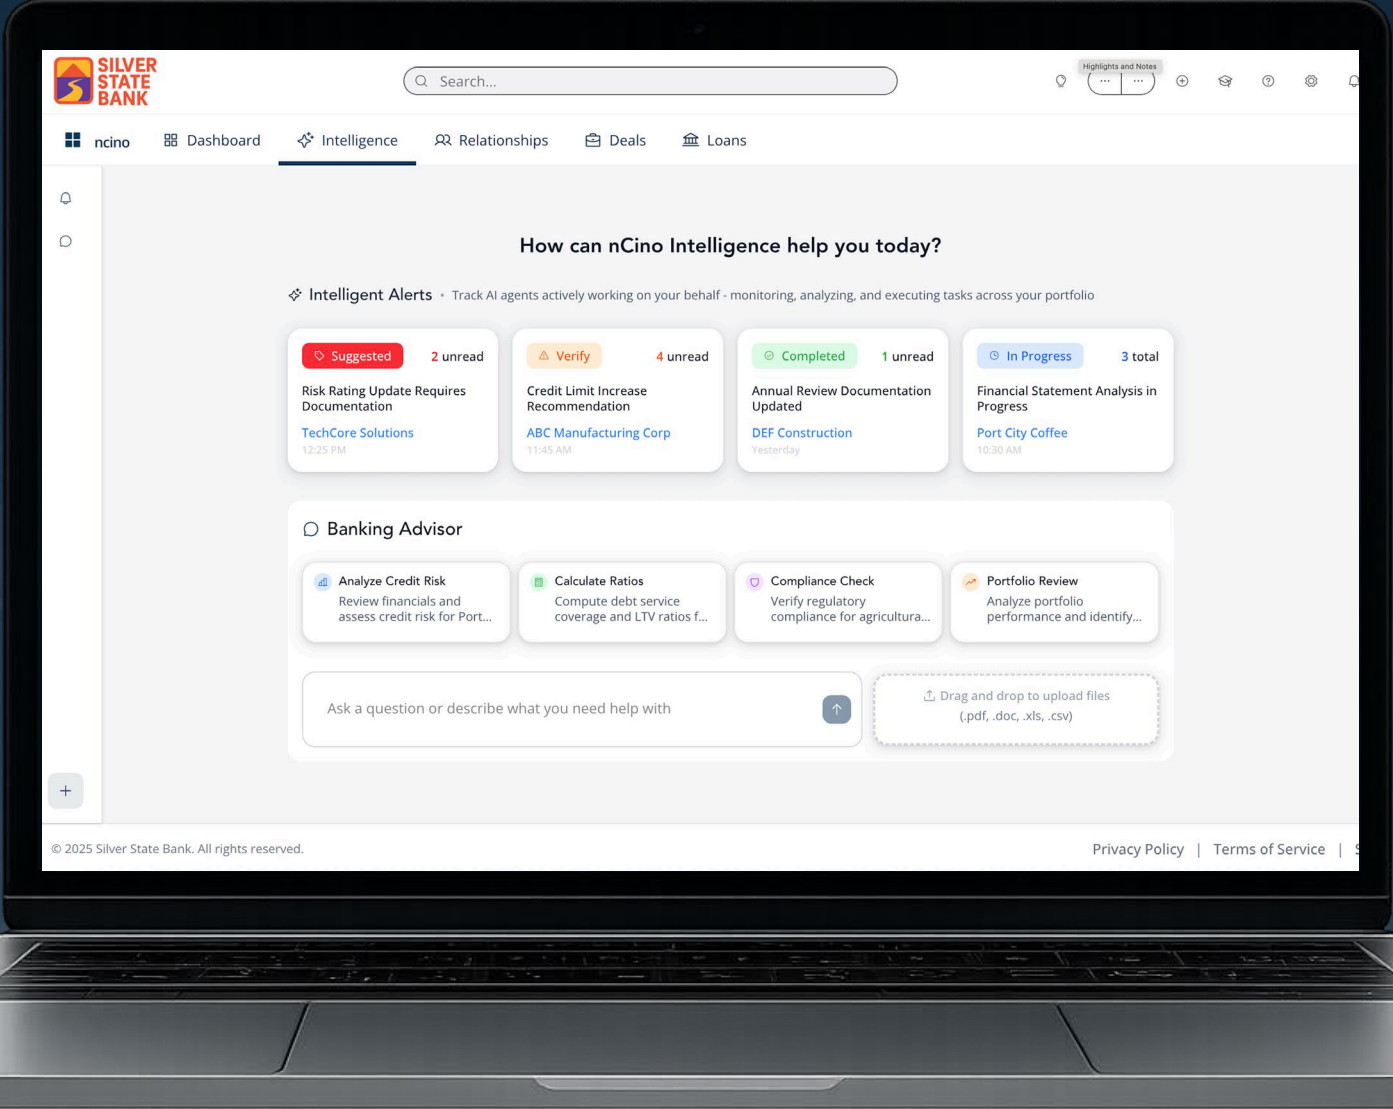 SILVER
STATE
BANK
Search...
Highlights and Notes
ncino
Dashboard
Intelligence
Relationships
Deals
Loans
How can nCino Intelligence help you today?
Intelligent Alerts • Track AI agents actively working on your behalf - monitoring, analyzing, and executing tasks across your portfolio
Suggested
2 unread
Risk Rating Update Requires
Documentation
TechCore Solutions
12:25 PM
Verify
4 unread
Credit Limit Increase
Recommendation
ABC Manufacturing Corp
11:45 AM
Completed
1 unread
Annual Review Documentation
Updated
DEF Construction
Yesterday
In Progress
3 total
Financial Statement Analysis in
Progress
Port City Coffee
10:30 AM
Banking Advisor
Analyze Credit Risk
Review financials and
assess credit risk for Port...
Calculate Ratios
Compute debt service
coverage and LTV ratios f...
Compliance Check
Verify regulatory
compliance for agricultura...
Portfolio Review
Analyze portfolio
performance and identify...
Ask a question or describe what you need help with
Drag and drop to upload files
(.pdf, .doc, .xls, .csv)
© 2025 Silver State Bank. All rights reserved.
Privacy Policy | Terms of Service |